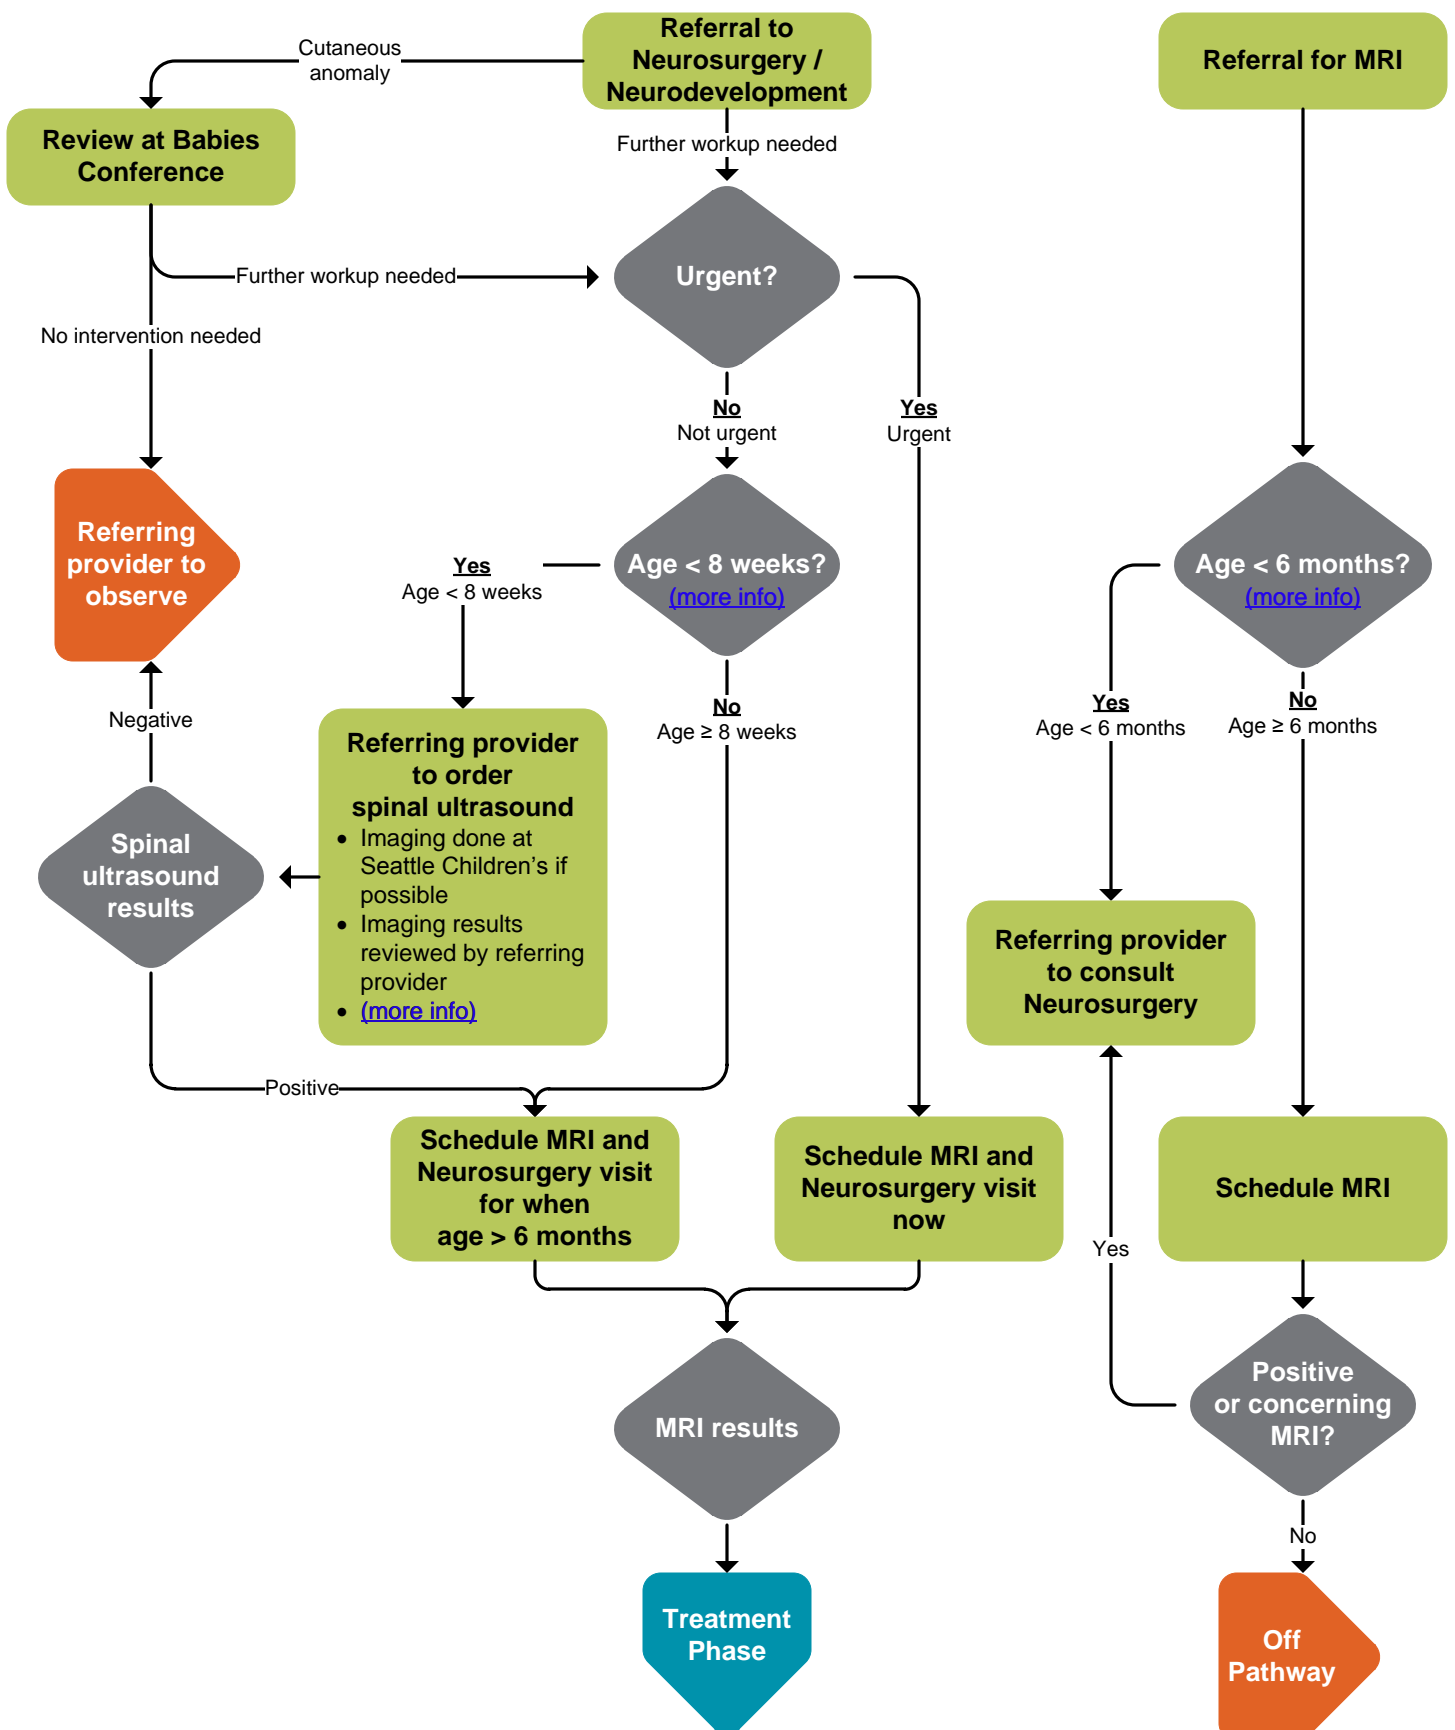 Cutaneous
anomaly
Referral to
Neurosurgery /
Neurodevelopment
Referral for MRI
Review at Babies
Conference
Further workup needed
Further workup needed
Urgent?
No intervention needed
No
Not urgent
Yes
Urgent
Referring
provider to
observe
Yes
Age < 8 weeks
Age < 8 weeks?
(more info)
Age < 6 months?
(more info)
Negative
No
Age ≥ 8 weeks
Yes
Age < 6 months
No
Age ≥ 6 months
Referring provider
to order
spinal ultrasound
• Imaging done at
Seattle Children’s if
possible
• Imaging results
reviewed by referring
provider
• (more info)
Spinal
ultrasound
results
Referring provider
to consult
Neurosurgery
Positive
Schedule MRI and
Neurosurgery visit
for when
age > 6 months
Schedule MRI and
Neurosurgery visit
now
Schedule MRI
Yes
MRI results
Positive
or concerning
MRI?
No
Treatment
Phase
Off
Pathway